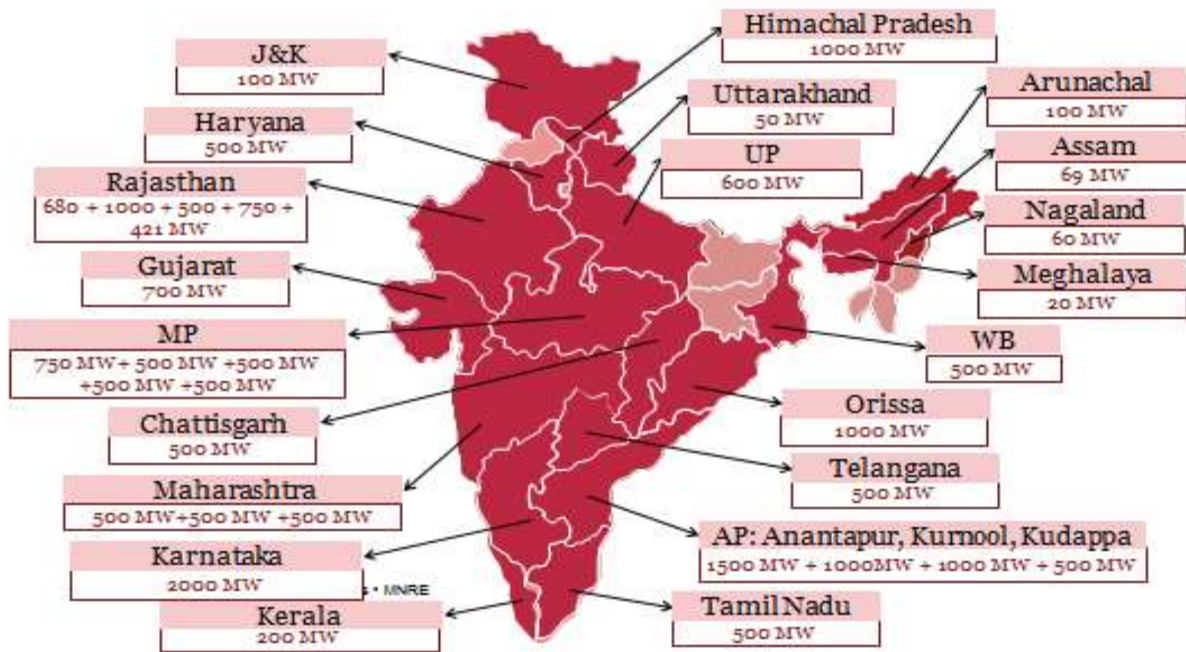 Himachal Pradesh
1000 MW
J&K
100 MW
Uttarakhand
50 MW
Arunachal
100 MW
Haryana
500 MW
UP
600 MW
Assam
69 MW
Rajasthan
680 + 1000 + 500 + 750 +
421 MW
Nagaland
60 MW
Gujarat
700 MW
Meghalaya
20 MW
MP
750 MW+ 500 MW +500 MW
+500 MW +500 MW
WB
500 MW
Chattisgarh
500 MW
Orissa
1000 MW
Telangana
500 MW
Maharashtra
500 MW+500 MW +500 MW
AP: Anantapur, Kurnool, Kudappa
1500 MW + 1000MW + 1000 MW + 500 MW
Karnataka
2000 MW
• MNRE
Kerala
200 MW
Tamil Nadu
500 MW